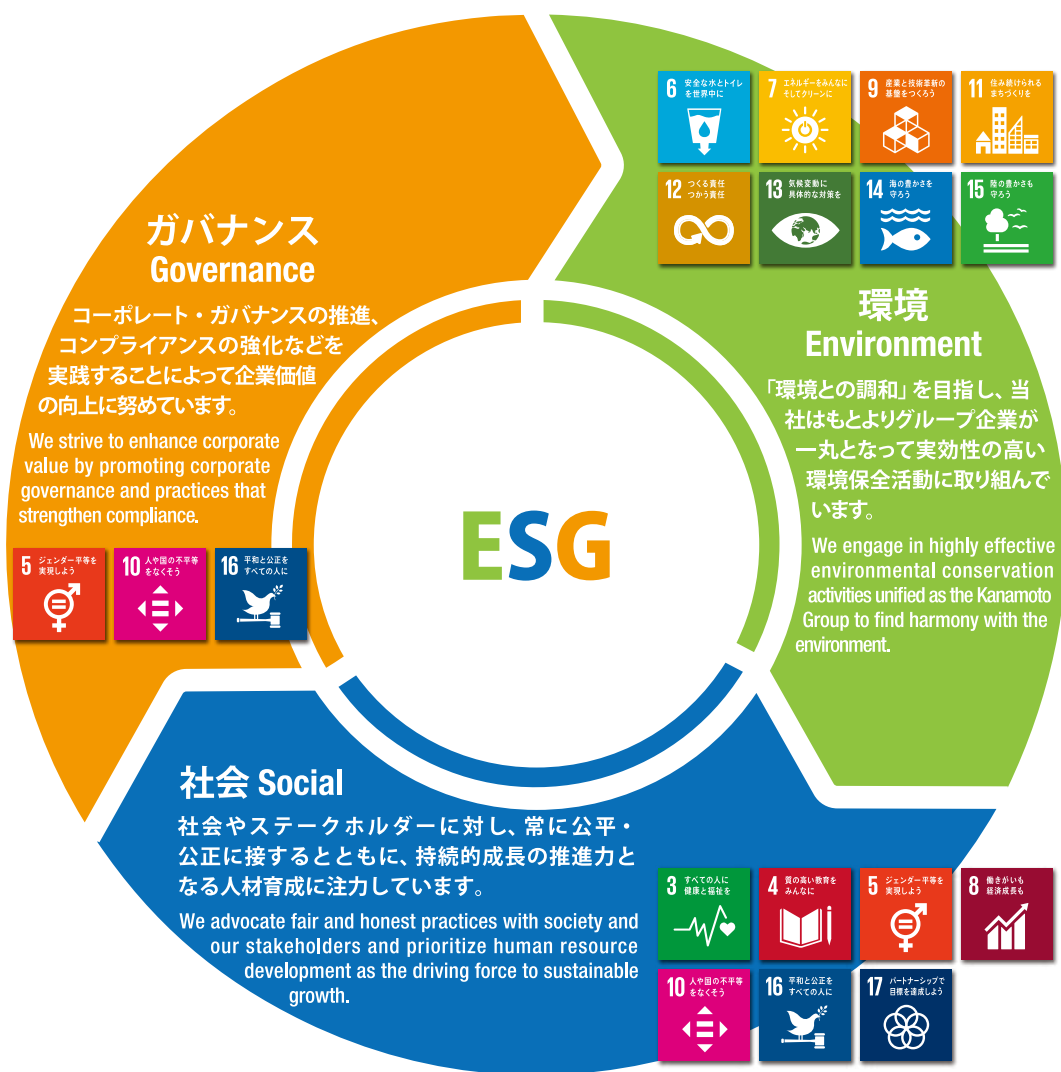 ガバナンス
Governance
コーポレート・ガバナンスの推進、
コンプライアンスの強化などを
実践することによって企業価値
の向上に努めています。
We strive to enhance corporate
value by promoting corporate
governance and practices that
strengthen compliance.
5 ジェンダー平等を
実現しよう
10 人や国の不平等
をなくそう
16 平和と公正を
すべての人に
6 安全な水とトイレ
を世界中に
7 エネルギーをみんなに
そしてクリーンに
9 産業と技術革新の
基盤をつくろう
11 住み続けられる
まちづくりを
12 つくる責任
つかう責任
13 気候変動に
具体的な対策を
14 海の豊かさを
守ろう
15 陸の豊かさも
守ろう
環境
Environment
「環境との調和」を目指し、当
社はもとよりグループ企業が
一丸となって実効性の高い
環境保全活動に取り組んで
います。
We engage in highly effective
environmental conservation
activities unified as the Kanamoto
Group to find harmony with the
environment.
ESG
社会 Social
社会やステークホルダーに対し、常に公平・
公正に接するとともに、持続的成長の推進力と
なる人材育成に注力しています。
We advocate fair and honest practices with society and
our stakeholders and prioritize human resource
development as the driving force to sustainable
growth.
3 すべての人に
健康と福祉を
4 質の高い教育を
みんなに
5 ジェンダー平等を
実現しよう
8 働きがいも
経済成長も
10 人や国の不平等
をなくそう
16 平和と公正を
すべての人に
17 パートナーシップで
目標を達成しよう